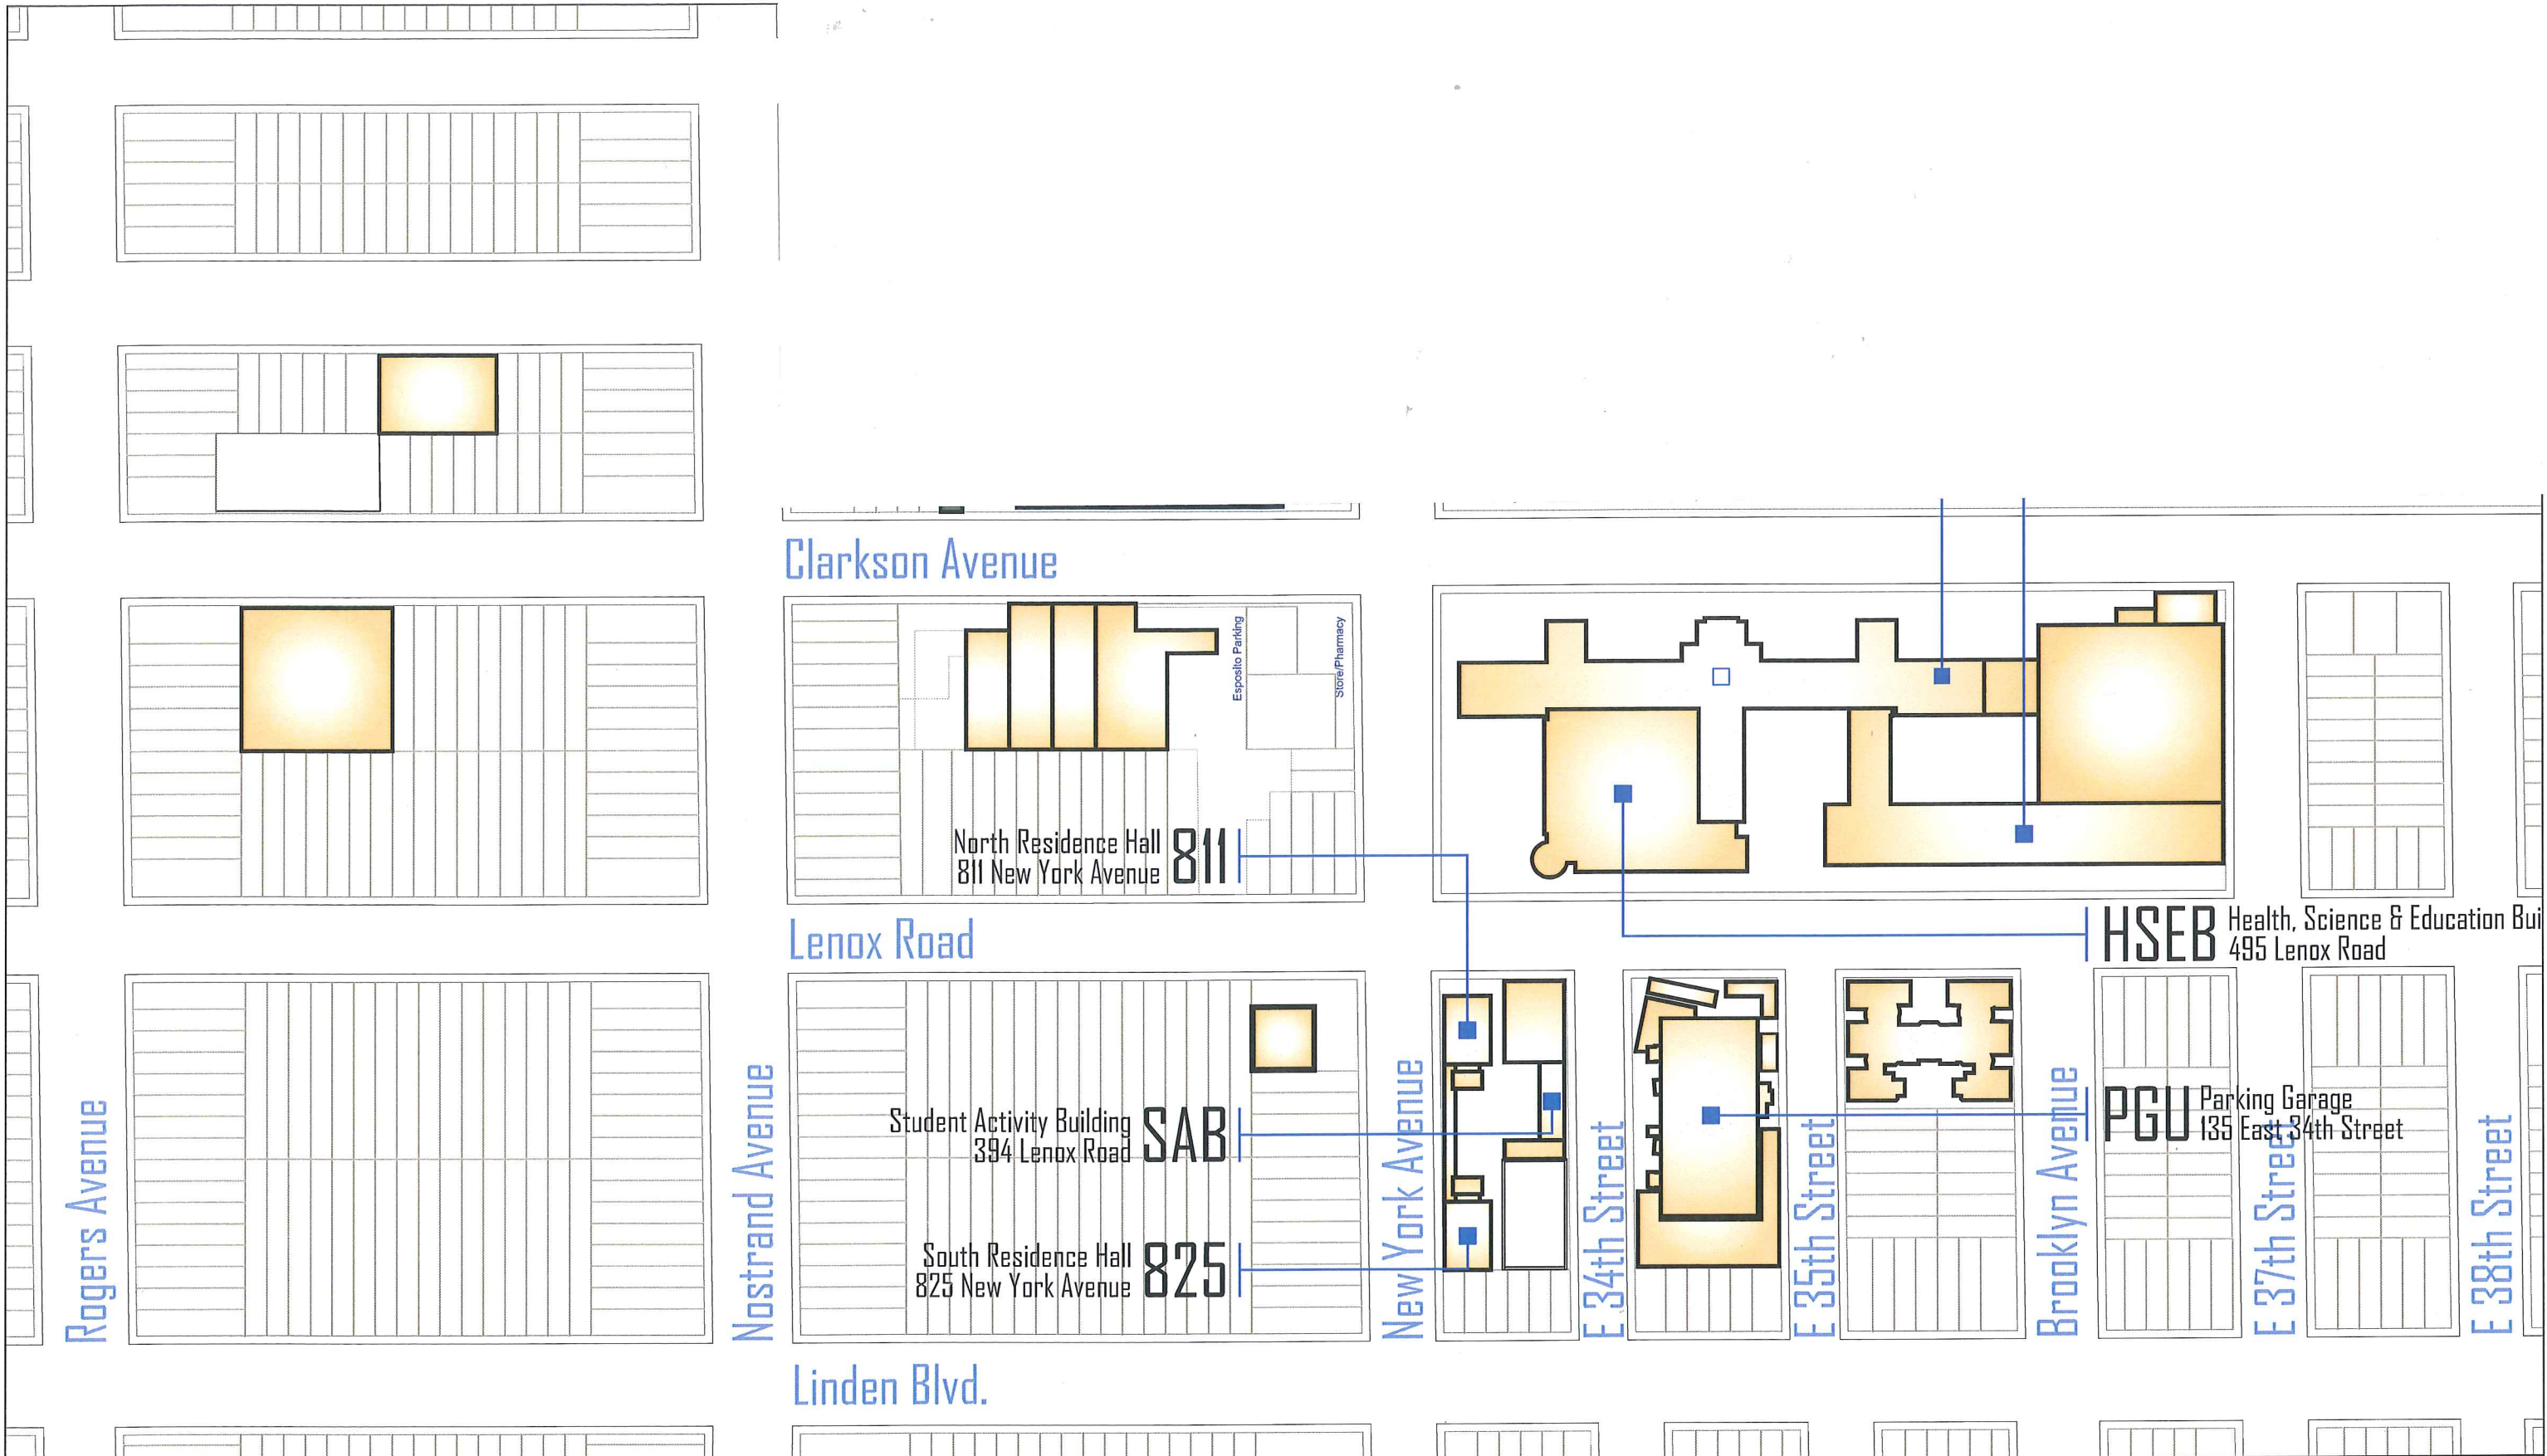 Clarkson Avenue
Esposito Parking
Store/Pharmacy
North Residence Hall
811 New York Avenue
811
Lenox Road
HSEB
Health, Science & Education Bui
495 Lenox Road
Student Activity Building
394 Lenox Road
SAB
PGU
Parking Garage
135 East 34th Street
South Residence Hall
825 New York Avenue
825
Rogers Avenue
Nostrand Avenue
New York Avenue
E 34th Street
E 35th Street
Brooklyn Avenue
E 37th Street
E 38th Street
Linden Blvd.